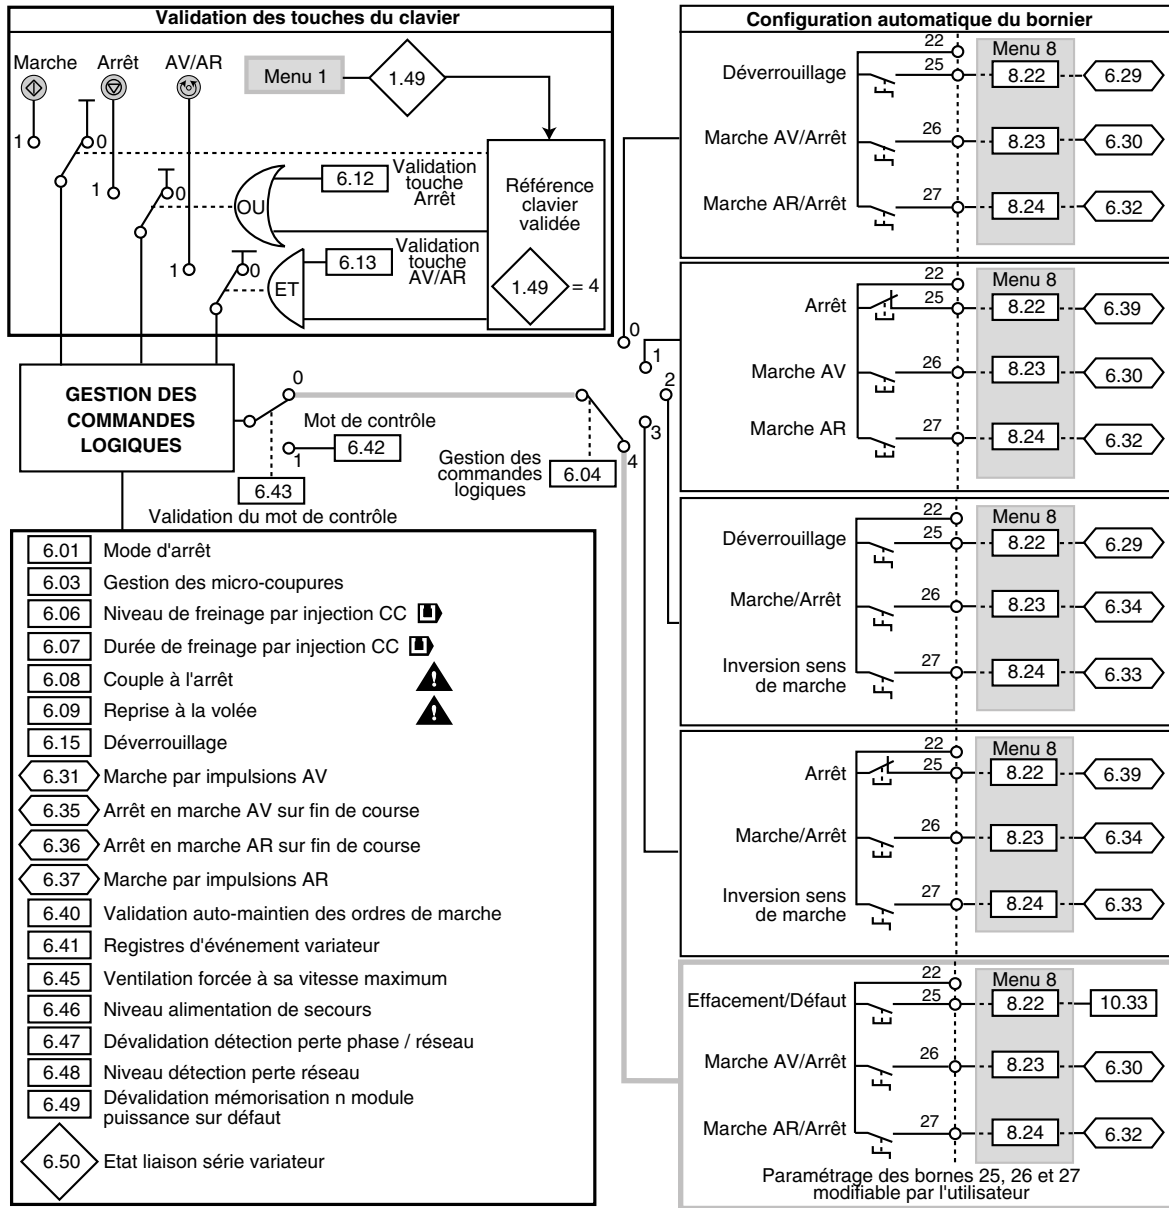 Validation des touches du clavier
Marche
Arrêt
AV/AR
Menu 1
1.49
1
0
1
0
1
0
OU
ET
6.12
Validation
touche
Arrêt
6.13
Validation
touche
AV/AR
Référence
clavier
validée
1.49
= 4
GESTION DES
COMMANDES
LOGIQUES
0
1
Mot de contrôle
6.42
6.43
Validation du mot de contrôle
Gestion des
commandes
logiques
6.04
0
1
2
3
4
6.01 Mode d'arrêt
6.03 Gestion des micro-coupures
6.06 Niveau de freinage par injection CC
6.07 Durée de freinage par injection CC
6.08 Couple à l'arrêt
6.09 Reprise à la volée
6.15 Déverrouillage
6.31 Marche par impulsions AV
6.35 Arrêt en marche AV sur fin de course
6.36 Arrêt en marche AR sur fin de course
6.37 Marche par impulsions AR
6.40 Validation auto-maintien des ordres de marche
6.41 Registres d'événement variateur
6.45 Ventilation forcée à sa vitesse maximum
6.46 Niveau alimentation de secours
6.47 Dévalidation détection perte phase / réseau
6.48 Niveau détection perte réseau
6.49 Dévalidation mémorisation n module
puissance sur défaut
6.50 Etat liaison série variateur
Configuration automatique du bornier
22 Menu 8
Déverrouillage 25 8.22 6.29
Marche AV/Arrêt 26 8.23 6.30
Marche AR/Arrêt 27 8.24 6.32
22 Menu 8
Arrêt 25 8.22 6.39
Marche AV 26 8.23 6.30
Marche AR 27 8.24 6.32
22 Menu 8
Déverrouillage 25 8.22 6.29
Marche/Arrêt 26 8.23 6.34
Inversion sens
de marche 27 8.24 6.33
22 Menu 8
Arrêt 25 8.22 6.39
Marche/Arrêt 26 8.23 6.34
Inversion sens
de marche 27 8.24 6.33
22 Menu 8
Effacement/Défaut 25 8.22 10.33
Marche AV/Arrêt 26 8.23 6.30
Marche AR/Arrêt 27 8.24 6.32
Paramétrage des bornes 25, 26 et 27
modifiable par l'utilisateur